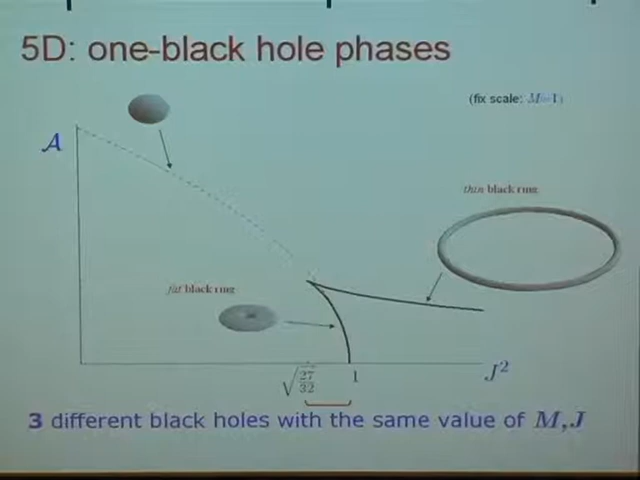 5D: one-black hole phases
(fix scale: M=1)
A
thin black ring
fat black ring
√27/32
1
J²
3 different black holes with the same value of M,J